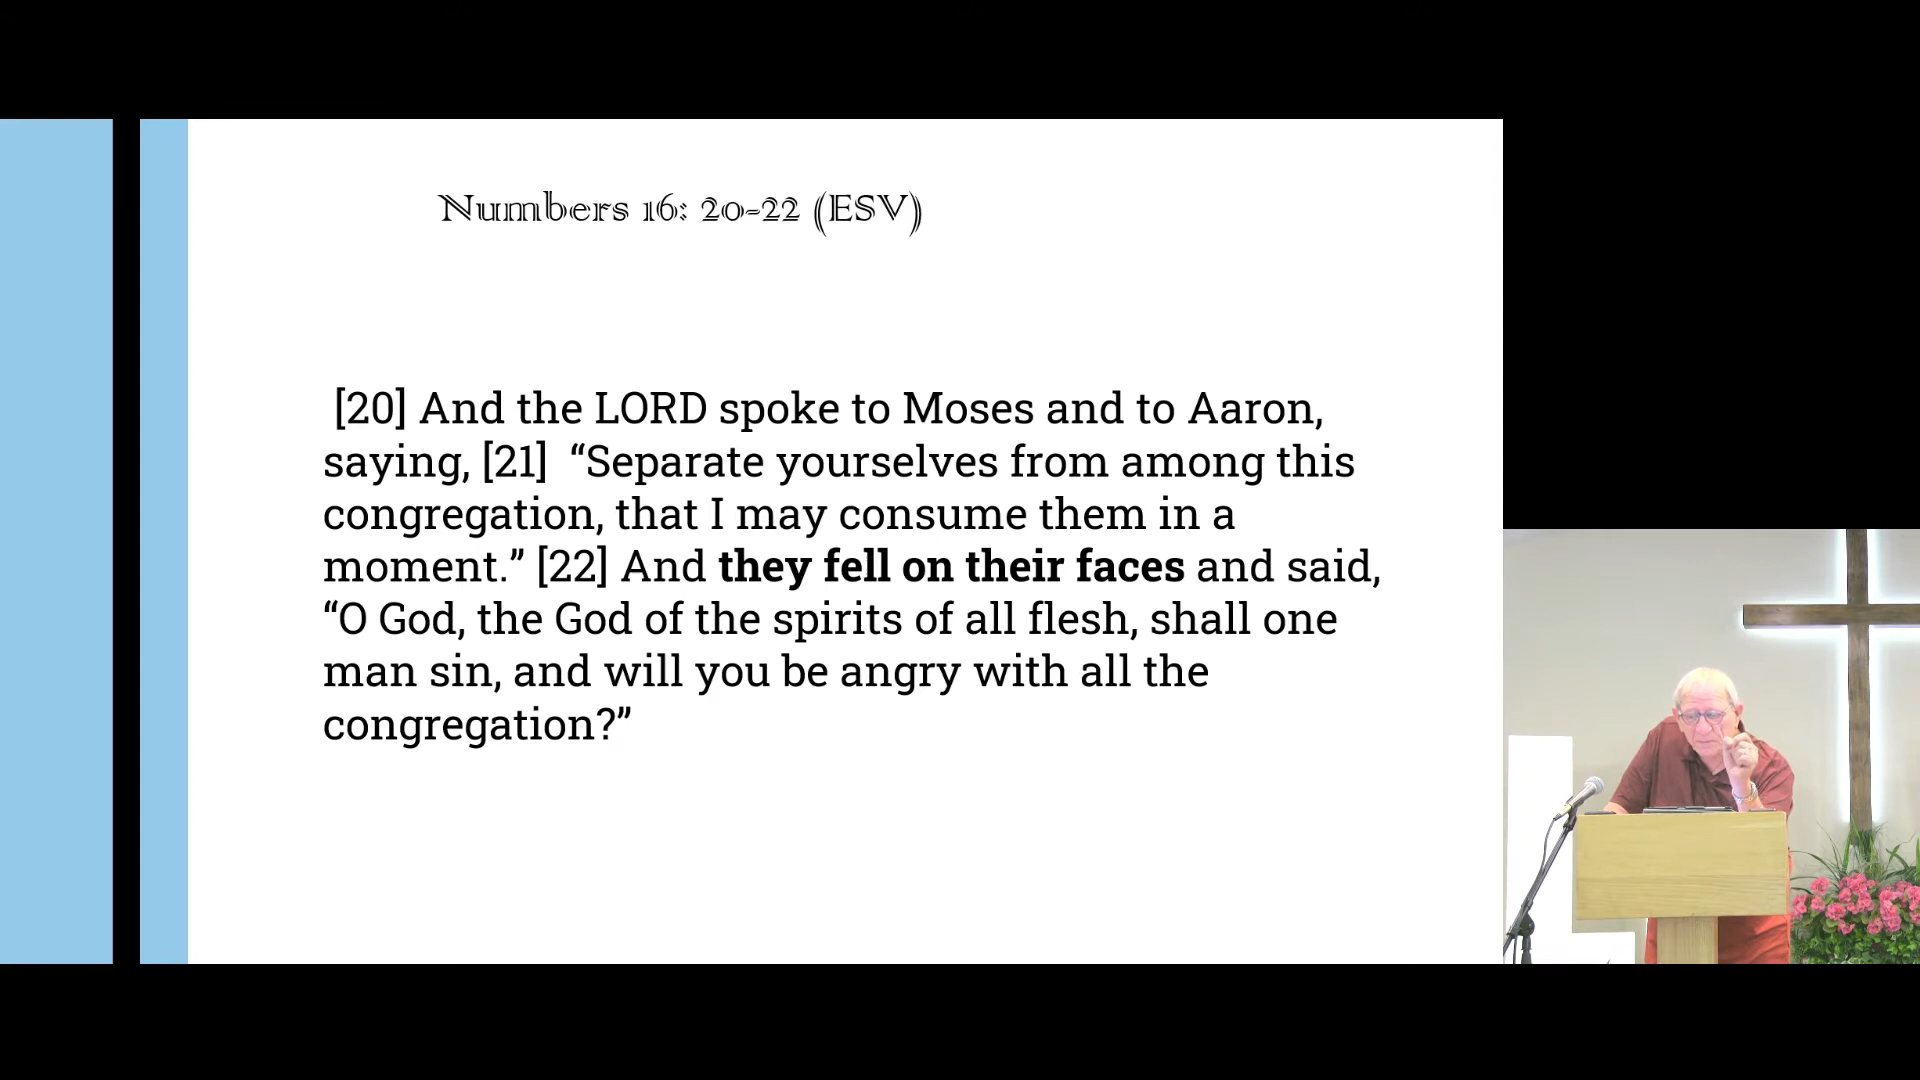 Numbers 16: 20-22 (ESV)
[20] And the LORD spoke to Moses and to Aaron,
saying, [21]  “Separate yourselves from among this
congregation, that I may consume them in a
moment.” [22] And they fell on their faces and said,
“O God, the God of the spirits of all flesh, shall one
man sin, and will you be angry with all the
congregation?”